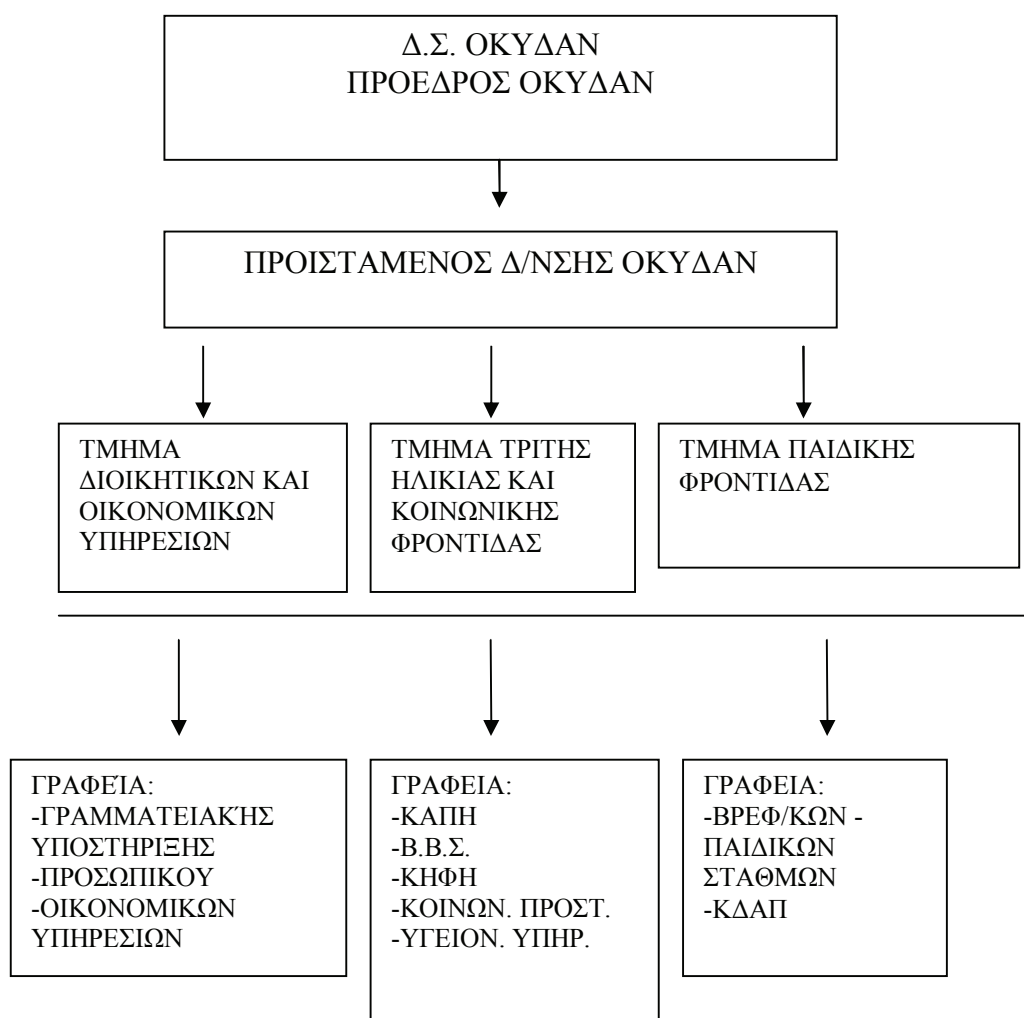 Δ.Σ. ΟΚΥΔΑΝ
ΠΡΟΕΔΡΟΣ ΟΚΥΔΑΝ
ΠΡΟΙΣΤΑΜΕΝΟΣ Δ/ΝΣΗΣ ΟΚΥΔΑΝ
ΤΜΗΜΑ
ΔΙΟΙΚΗΤΙΚΩΝ ΚΑΙ
ΟΙΚΟΝΟΜΙΚΩΝ
ΥΠΗΡΕΣΙΩΝ
ΤΜΗΜΑ ΤΡΙΤΗΣ
ΗΛΙΚΙΑΣ ΚΑΙ
ΚΟΙΝΩΝΙΚΗΣ
ΦΡΟΝΤΙΔΑΣ
ΤΜΗΜΑ ΠΑΙΔΙΚΗΣ
ΦΡΟΝΤΙΔΑΣ
ΓΡΑΦΕΊΑ:
-ΓΡΑΜΜΑΤΕΙΑΚΉΣ
ΥΠΟΣΤΗΡΙΞΗΣ
-ΠΡΟΣΩΠΙΚΟΥ
-ΟΙΚΟΝΟΜΙΚΩΝ
ΥΠΗΡΕΣΙΩΝ
ΓΡΑΦΕΙΑ:
-ΚΑΠΗ
-Β.Β.Σ.
-ΚΗΦΗ
-ΚΟΙΝΩΝ. ΠΡΟΣΤ.
-ΥΓΕΙΟΝ. ΥΠΗΡ.
ΓΡΑΦΕΙΑ:
-ΒΡΕΦ/ΚΩΝ -
ΠΑΙΔΙΚΩΝ
ΣΤΑΘΜΩΝ
-ΚΔΑΠ